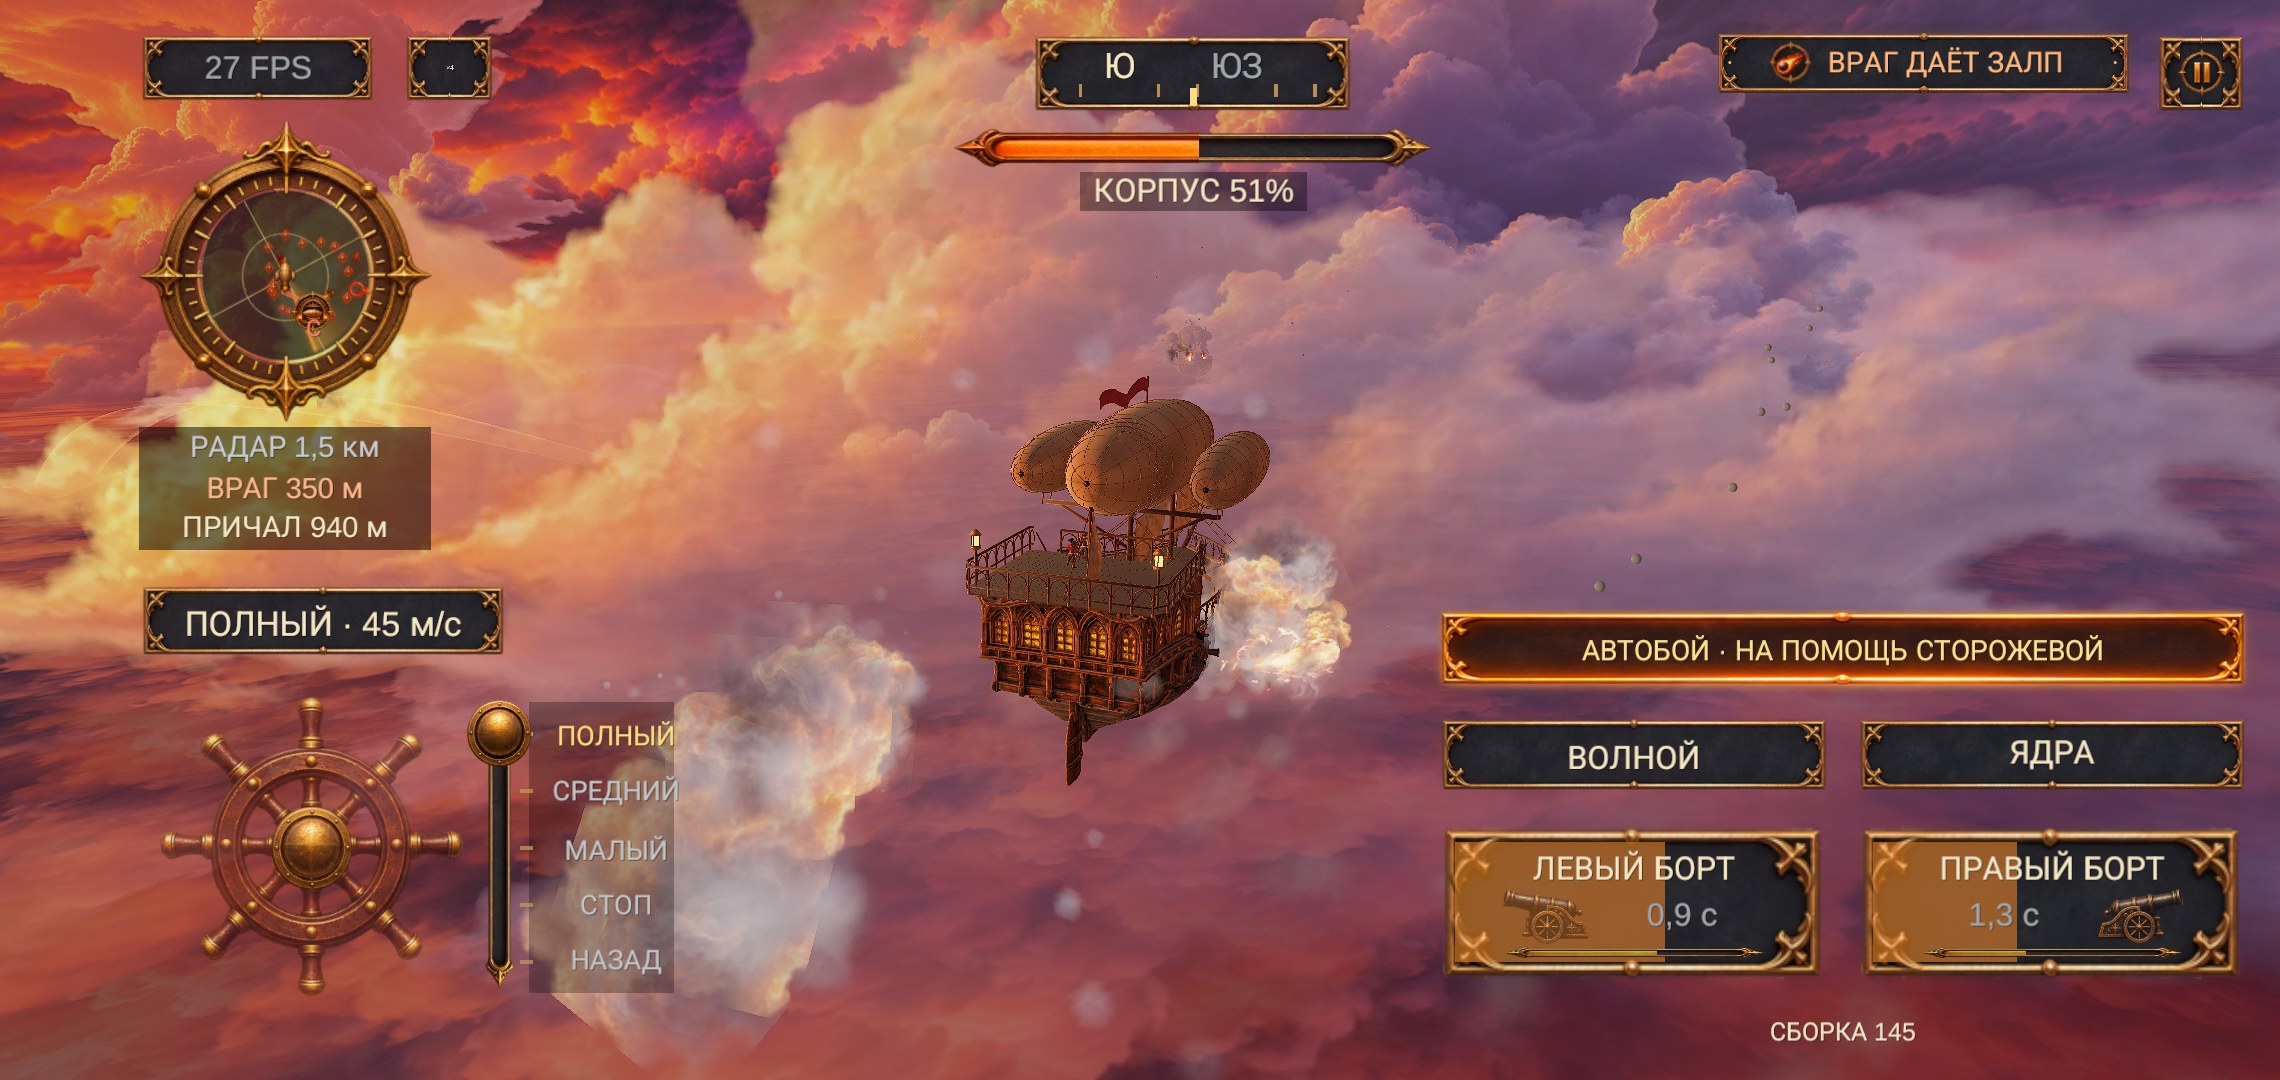 27 FPS
×4
Ю ЮЗ
ВРАГ ДАЁТ ЗАЛП
КОРПУС 51%
РАДАР 1,5 км
ВРАГ 350 м
ПРИЧАЛ 940 м
ПОЛНЫЙ · 45 м/с
ПОЛНЫЙ
СРЕДНИЙ
МАЛЫЙ
СТОП
НАЗАД
АВТОБОЙ · НА ПОМОЩЬ СТОРОЖЕВОЙ
ВОЛНОЙ
ЯДРА
ЛЕВЫЙ БОРТ
0,9 с
ПРАВЫЙ БОРТ
1,3 с
СБОРКА 145